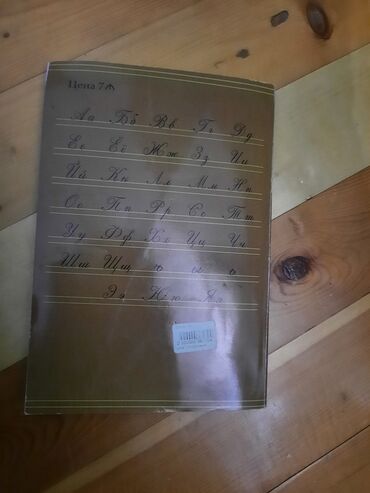 Цена 7₼
Аа Бб Вв Гг Дд
Ее Ёё Жж Зз Ии
Йй Кк Лл Мм Нн
Оо Пп Рр Сс Тт
Уу Фф Хх Цц Чч
Шш Щщ ъ ы ь
Ээ Юю Яя